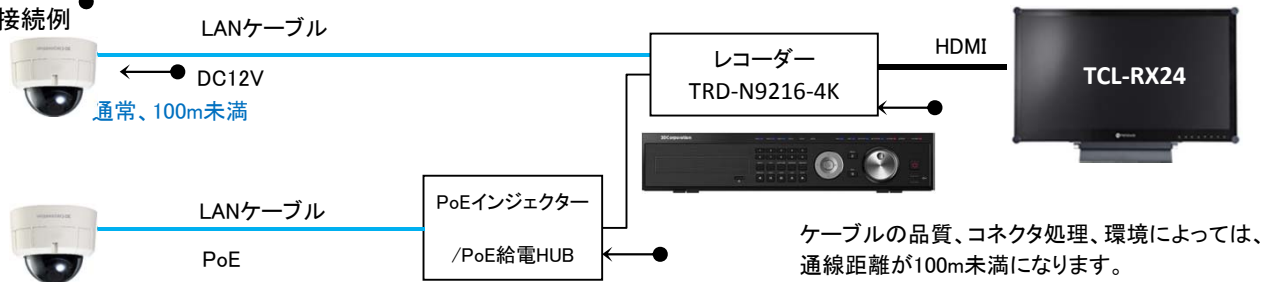 接続例
LANケーブル
DC12V
通常、100m未満
レコーダー
TRD-N9216-4K
HDMI
TCL-RX24
LANケーブル
PoE
PoEインジェクター
/PoE給電HUB
ケーブルの品質、コネクタ処理、環境によっては、
通線距離が100m未満になります。